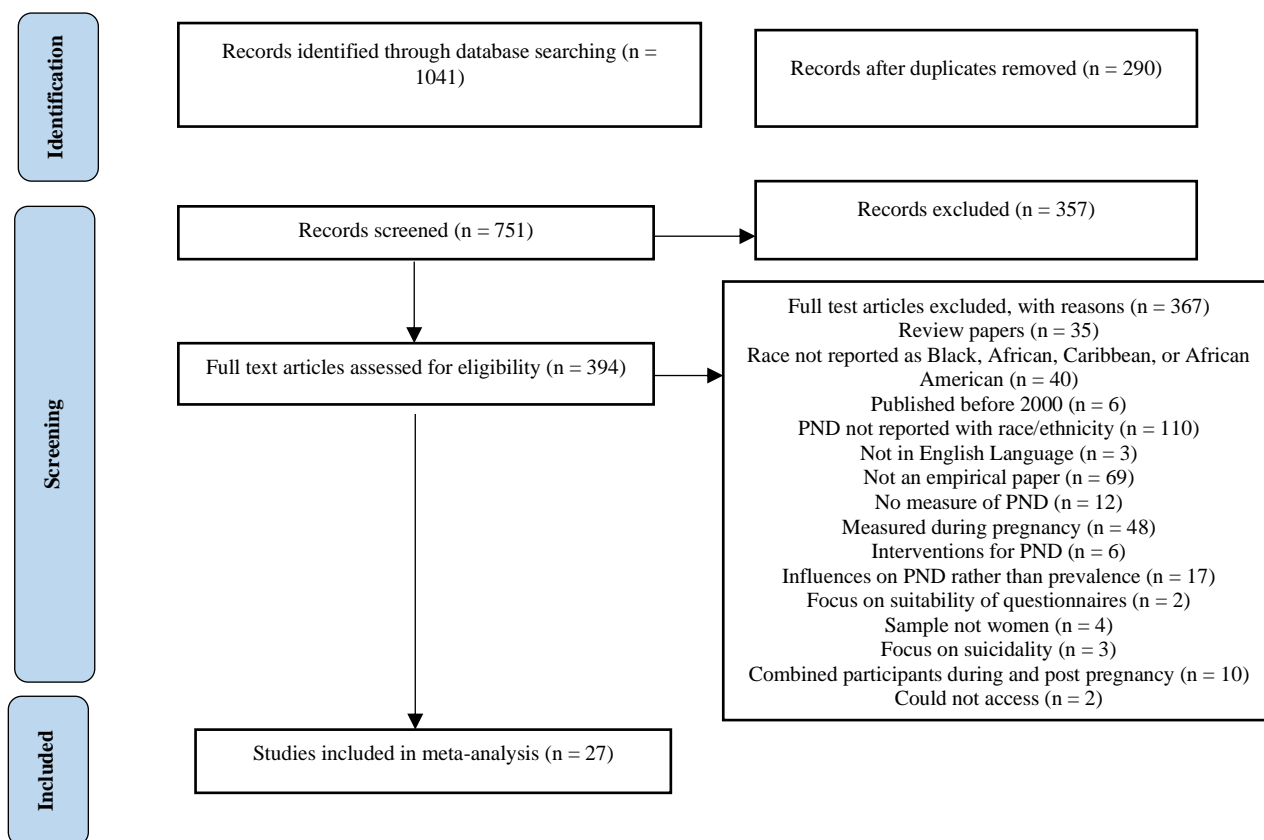 Identification
Records identified through database searching (n =
1041)
Records after duplicates removed (n = 290)
Screening
Records screened (n = 751)
Records excluded (n = 357)
Full text articles assessed for eligibility (n = 394)
Full test articles excluded, with reasons (n = 367)
Review papers (n = 35)
Race not reported as Black, African, Caribbean, or African
American (n = 40)
Published before 2000 (n = 6)
PND not reported with race/ethnicity (n = 110)
Not in English Language (n = 3)
Not an empirical paper (n = 69)
No measure of PND (n = 12)
Measured during pregnancy (n = 48)
Interventions for PND (n = 6)
Influences on PND rather than prevalence (n = 17)
Focus on suitability of questionnaires (n = 2)
Sample not women (n = 4)
Focus on suicidality (n = 3)
Combined participants during and post pregnancy (n = 10)
Could not access (n = 2)
Included
Studies included in meta-analysis (n = 27)